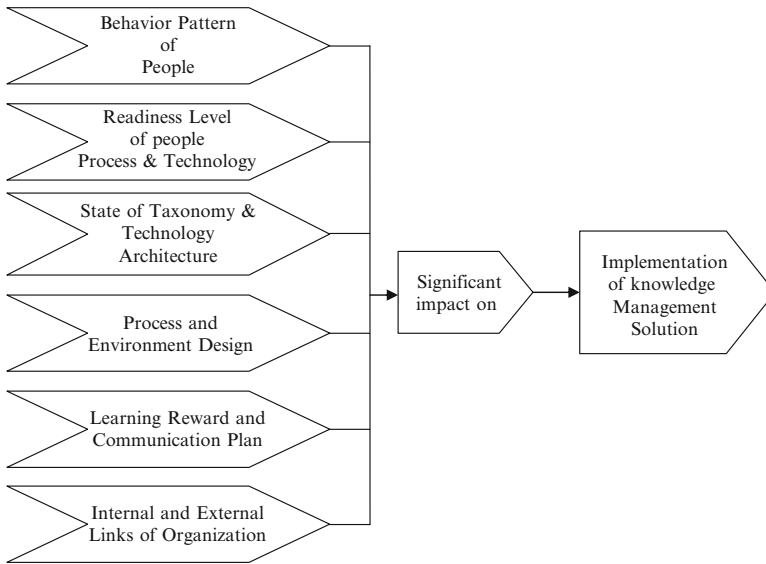 Behavior Pattern
of
People
Readiness Level
of people
Process & Technology
State of Taxonomy &
Technology
Architecture
Process and
Environment Design
Learning Reward and
Communication Plan
Internal and External
Links of Organization
Significant
impact on
Implementation
of knowledge
Management
Solution